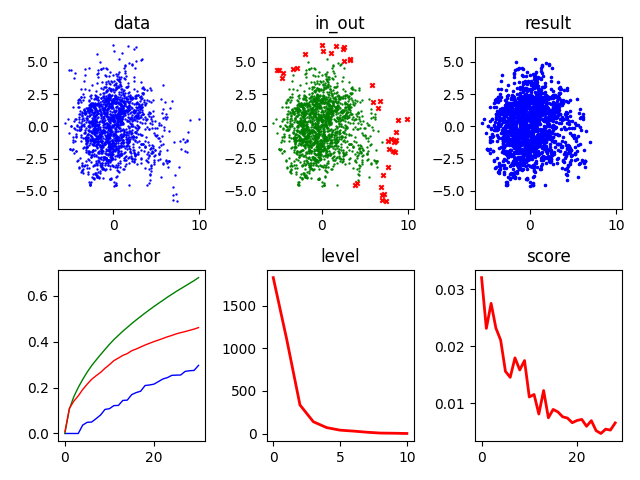 data in_out result
5.0 5.0 5.0
2.5 2.5 2.5
0.0 0.0 0.0
−2.5 −2.5 −2.5
−5.0 −5.0 −5.0
0 10 0 10 0 10
anchor level score
0.6 1500 0.03
0.4 1000 0.02
0.2 500 0.01
0.0 0
0 20 0 5 10 0 20